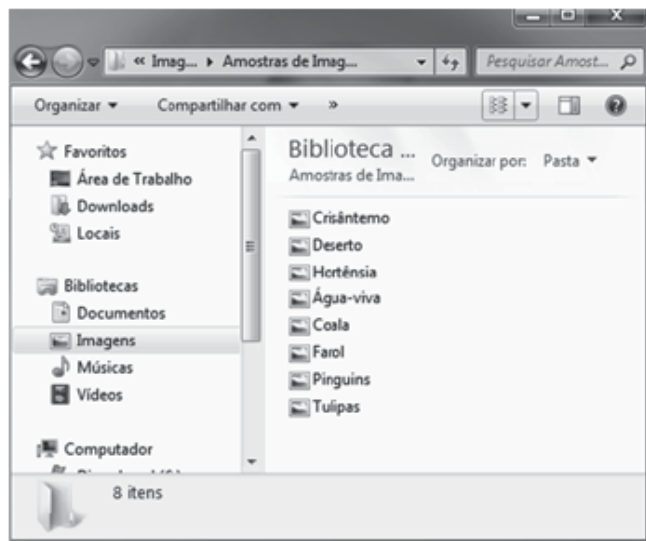 « Imag... ▸ Amostras de Imag...
Pesquisar Amost...
Organizar ▾ Compartilhar com ▾ »
Favoritos
Área de Trabalho
Downloads
Locais
Bibliotecas
Documentos
Imagens
Músicas
Vídeos
Computador
Biblioteca ...
Amostras de Ima...
Organizar por: Pasta ▾
Crisântemo
Deserto
Hortênsia
Água-viva
Coala
Farol
Pinguins
Tulipas
8 itens